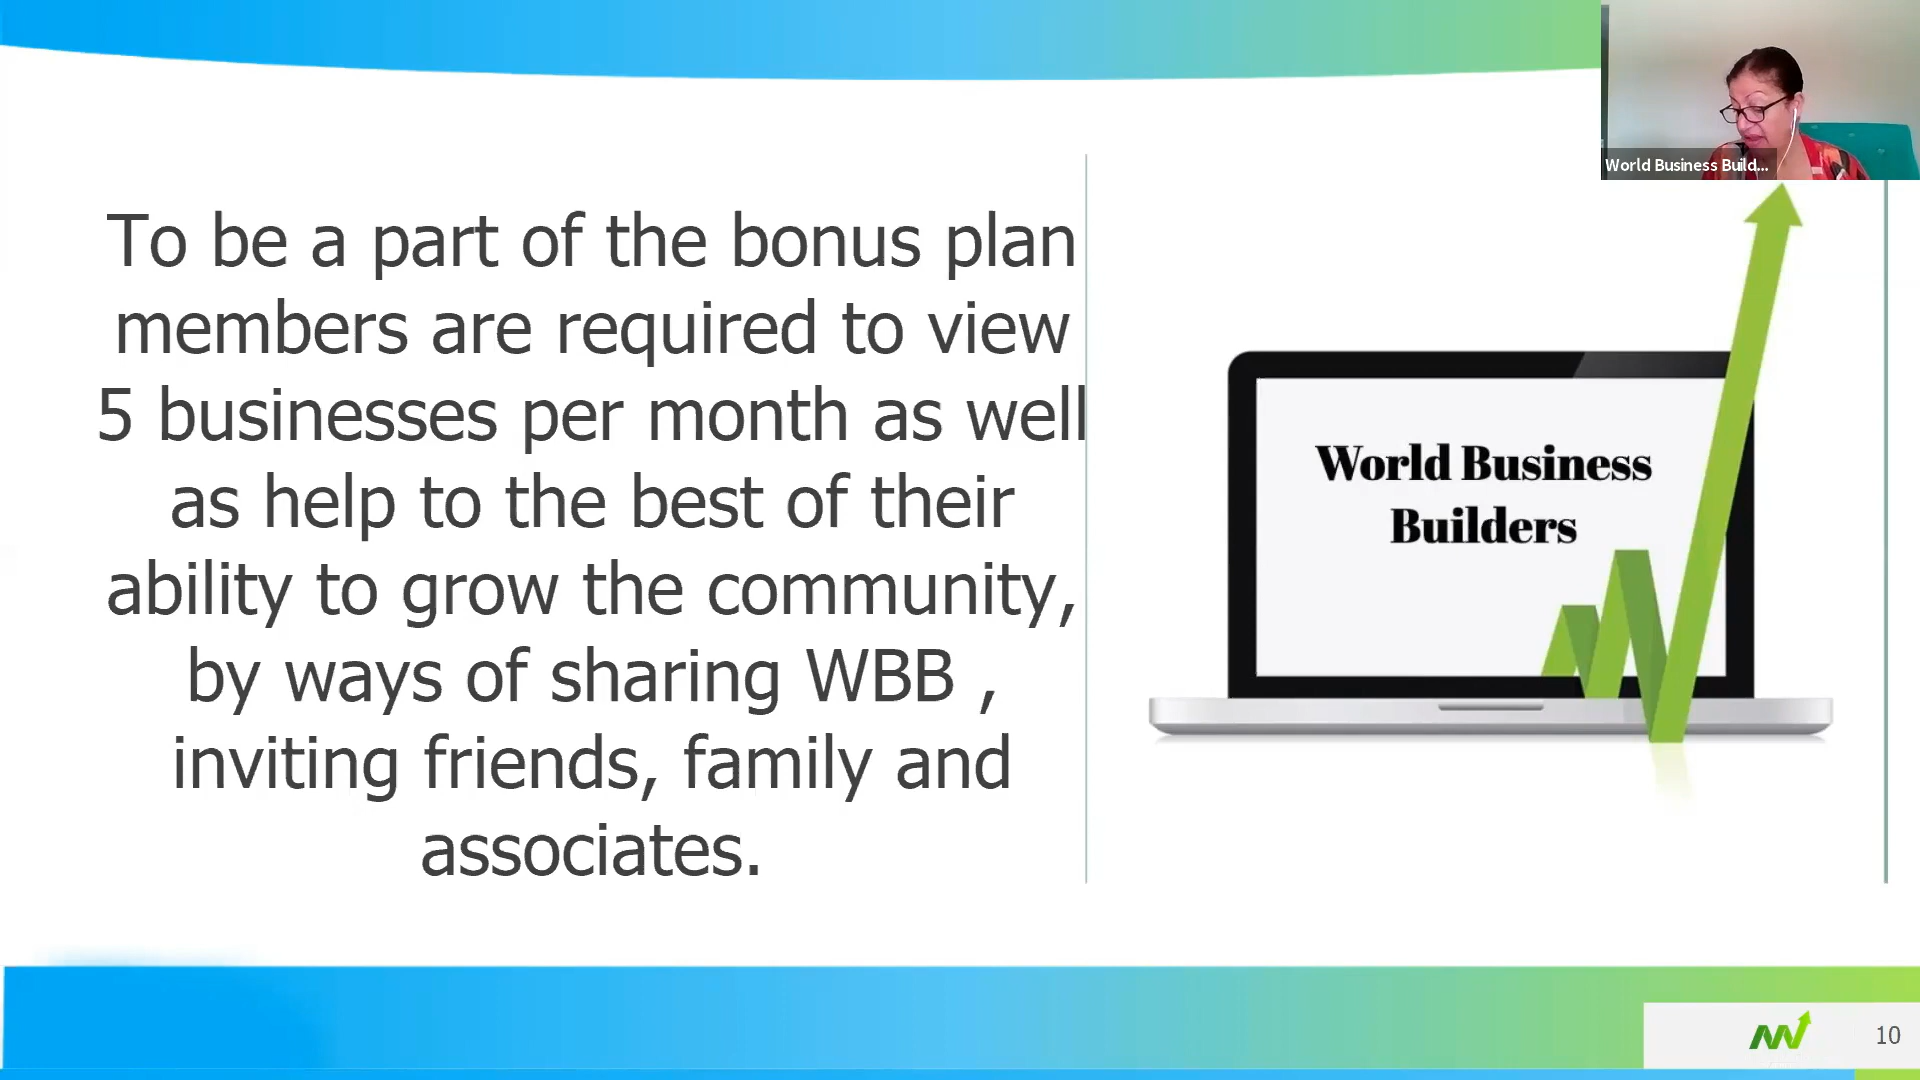 World Business Build...
To be a part of the bonus plan
members are required to view
5 businesses per month as well
as help to the best of their
ability to grow the community,
by ways of sharing WBB ,
inviting friends, family and
associates.
World Business
Builders
10